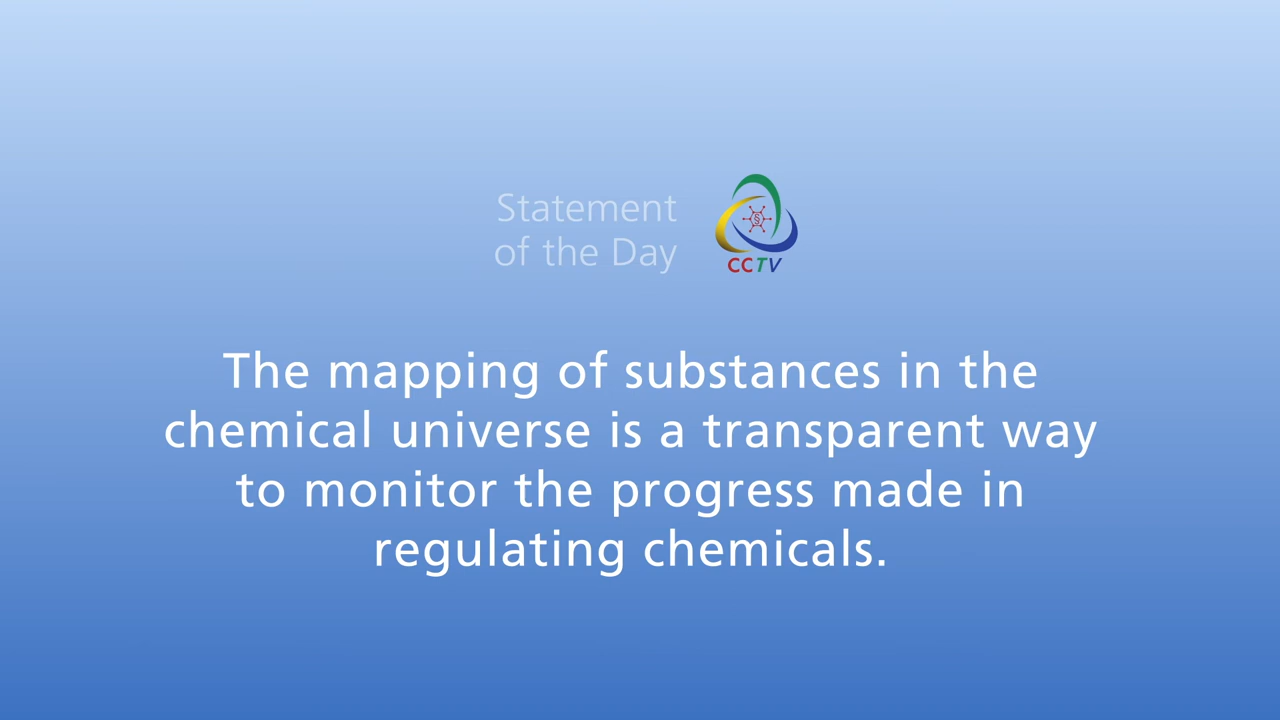 Statement
of the Day
§
CCTV
The mapping of substances in the
chemical universe is a transparent way
to monitor the progress made in
regulating chemicals.